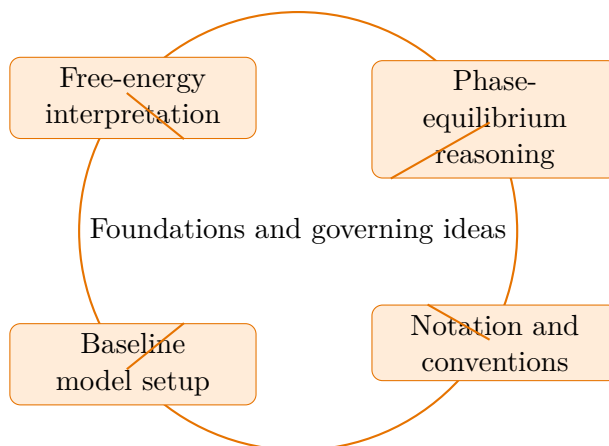 Free-energy
interpretation
Phase-
equilibrium
reasoning
Foundations and governing ideas
Baseline
model setup
Notation and
conventions